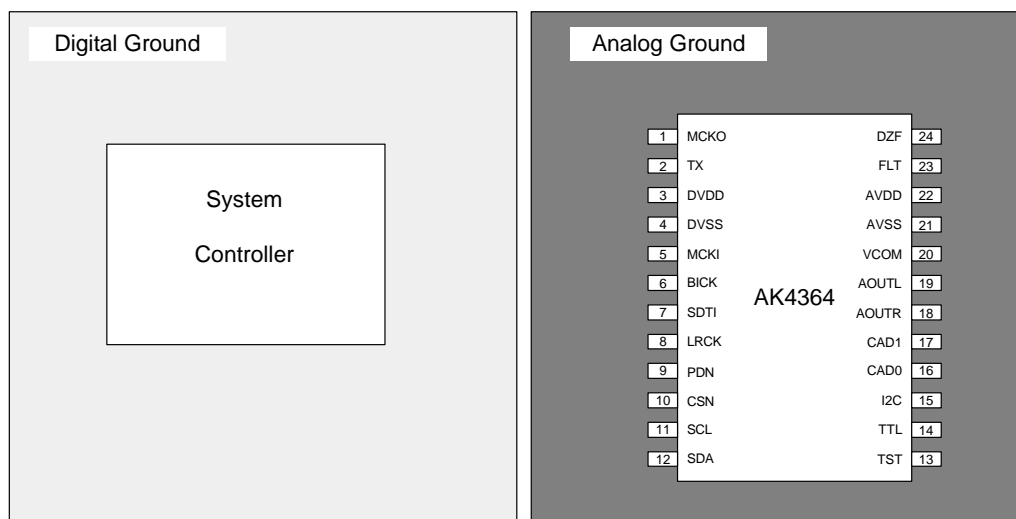 Digital Ground
System
Controller
Analog Ground
1 MCKO
2 TX
3 DVDD
4 DVSS
5 MCKI
6 BICK
7 SDTI
8 LRCK
9 PDN
10 CSN
11 SCL
12 SDA
AK4364
DZF 24
FLT 23
AVDD 22
AVSS 21
VCOM 20
AOUTL 19
AOUTR 18
CAD1 17
CAD0 16
I2C 15
TTL 14
TST 13